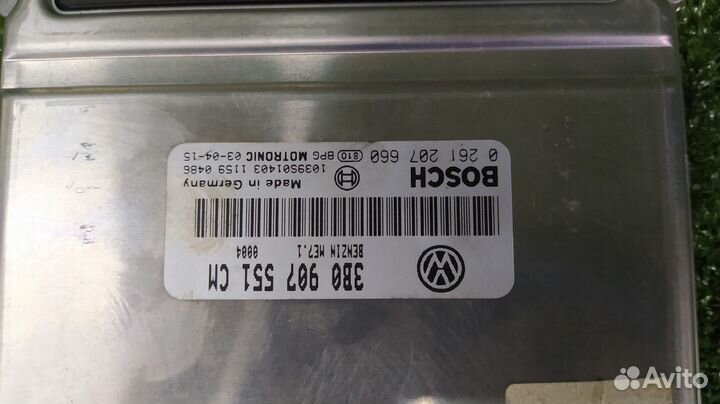 3B0 907 551 CM
BENZIN ME7.1 0004
BOSCH
Made in Germany
1039S01403 1159 0486
0 261 207 660 810 BPG MOTRONIC 03-04-15
Avito